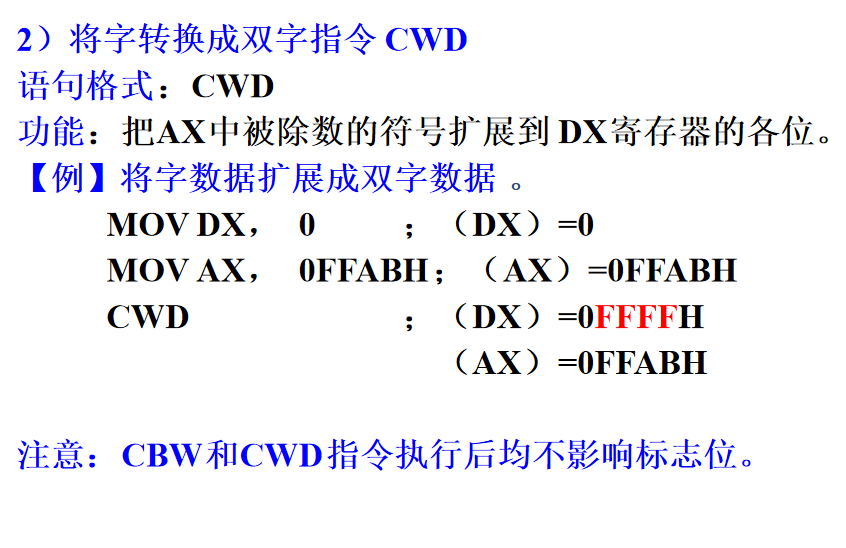 2）将字转换成双字指令 CWD
语句格式：CWD
功能：把AX中被除数的符号扩展到 DX寄存器的各位。
【例】将字数据扩展成双字数据 。
MOV DX， 0 ；（DX）=0
MOV AX， 0FFABH；（AX）=0FFABH
CWD ；（DX）=0FFFFH
（AX）=0FFABH
注意：CBW和CWD指令执行后均不影响标志位。